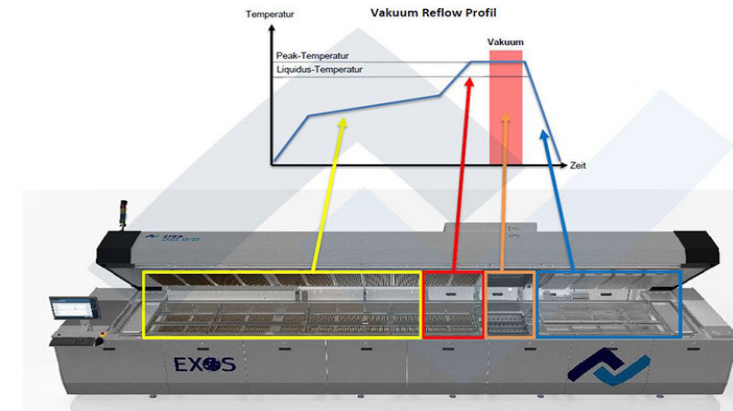 Temperatur
Vakuum Reflow Profil
Vakuum
Peak-Temperatur
Liquidus-Temperatur
Zeit
EXOS